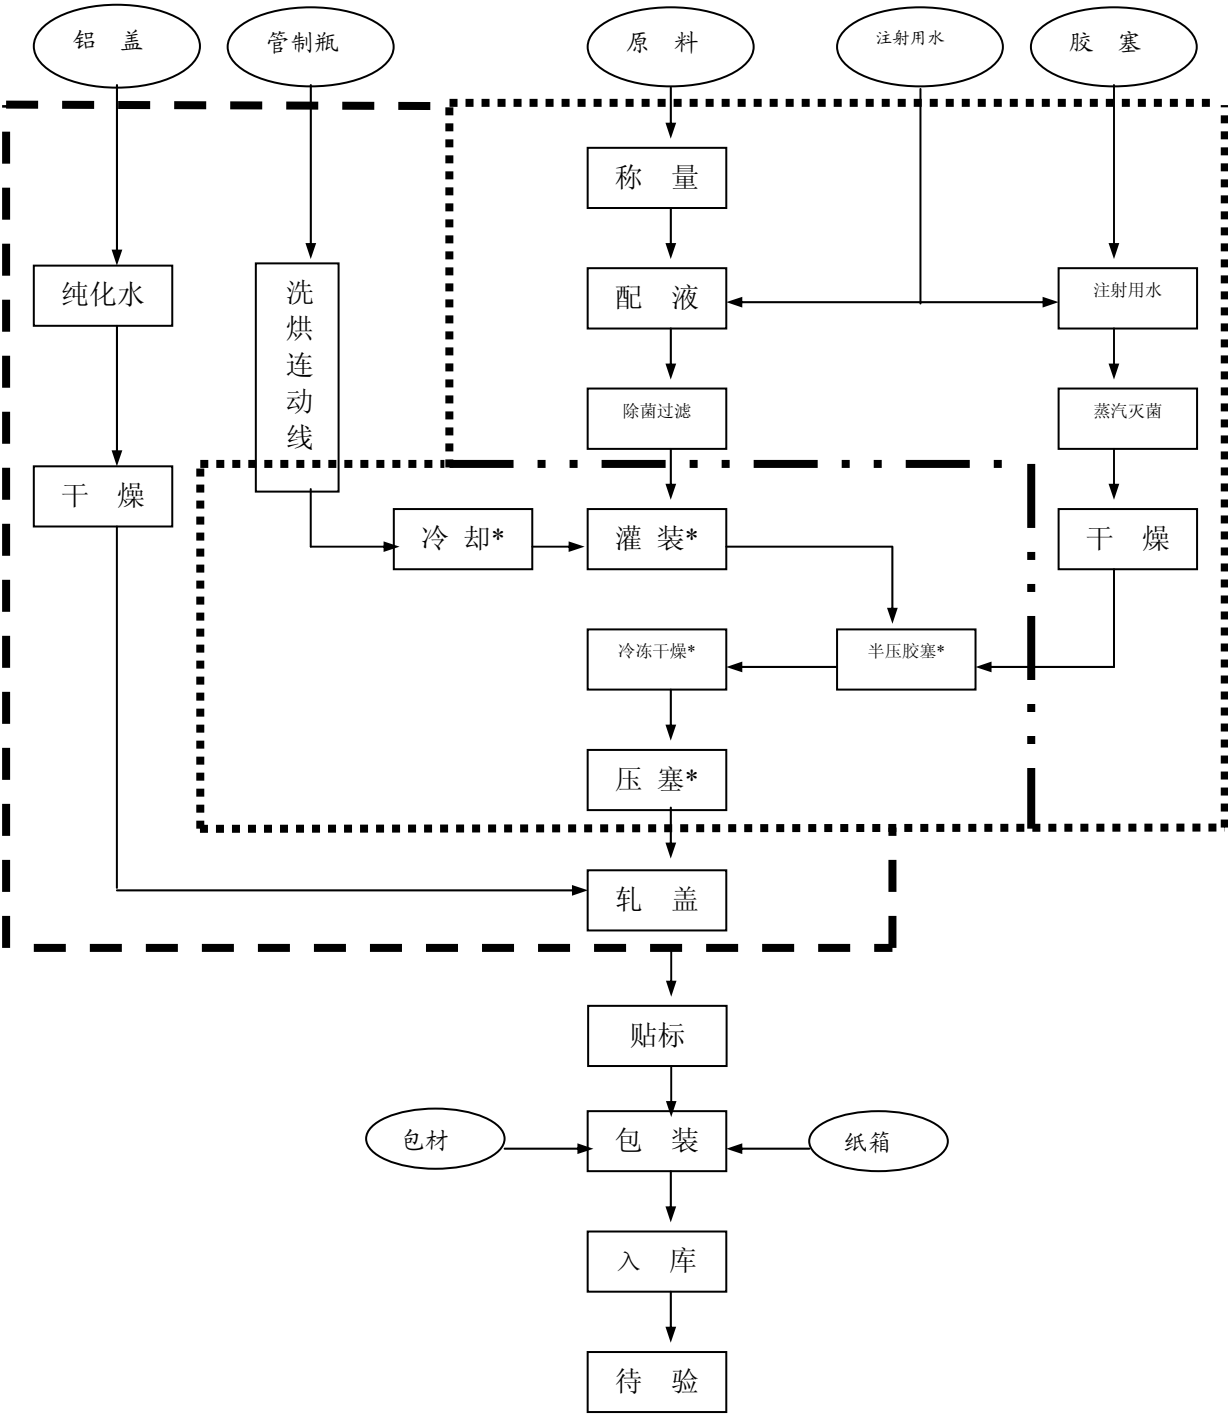 铝 盖
管制瓶
原 料
注射用水
胶 塞
称 量
纯化水
洗
烘
连
动
线
配 液
注射用水
除菌过滤
蒸汽灭菌
干 燥
冷 却*
灌 装*
干 燥
冷冻干燥*
半压胶塞*
压 塞*
轧 盖
贴标
包材
包 装
纸箱
入 库
待 验